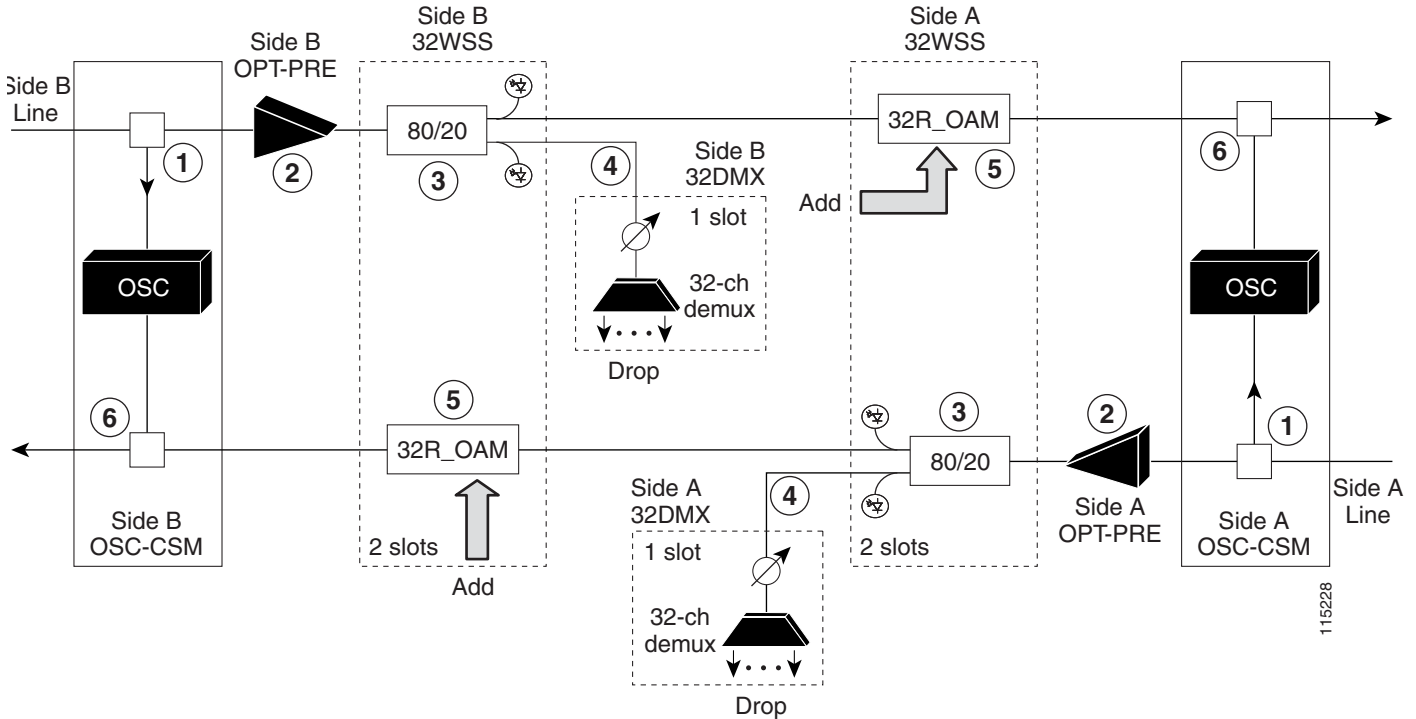 Side B
32WSS
Side A
32WSS
Side B
OPT-PRE
Side B
Line
80/20
32R_OAM
1
2
3
4
Side B
32DMX
5
6
Add
1 slot
OSC
32-ch
demux
OSC
Drop
6
5
32R_OAM
3
80/20
2
1
4
Side A
32DMX
Side A
Line
Side B
OSC-CSM
2 slots
Add
1 slot
2 slots
Side A
OPT-PRE
Side A
OSC-CSM
32-ch
demux
Drop
115228